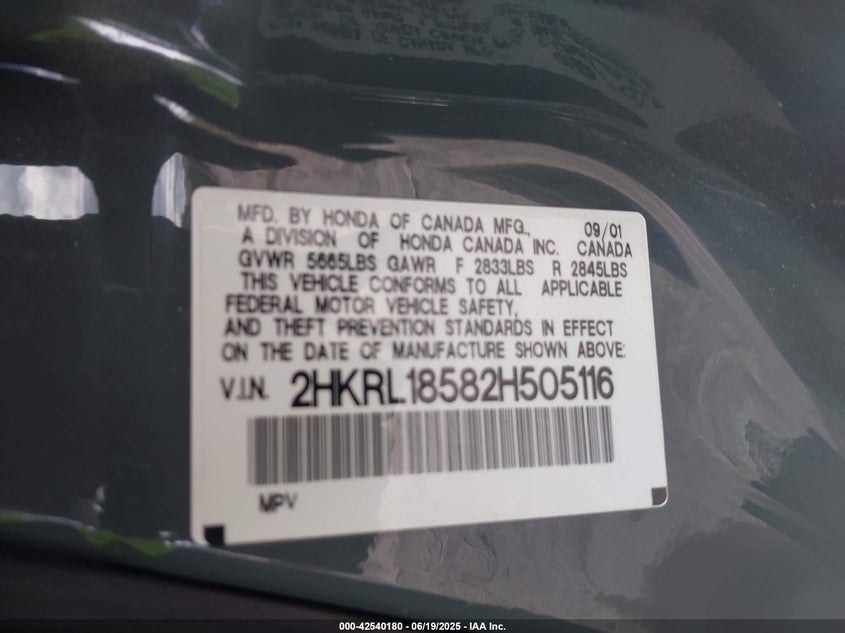 MFD. BY HONDA OF CANADA MFG., 09/01
A DIVISION OF HONDA CANADA INC. CANADA
GVWR 5665LBS GAWR F 2833LBS R 2845LBS
THIS VEHICLE CONFORMS TO ALL APPLICABLE
FEDERAL MOTOR VEHICLE SAFETY,
AND THEFT PREVENTION STANDARDS IN EFFECT
ON THE DATE OF MANUFACTURE SHOWN ABOVE:
V.I.N. 2HKRL18582H505116
MPV
000-42540180 - 06/19/2025 - IAA Inc.